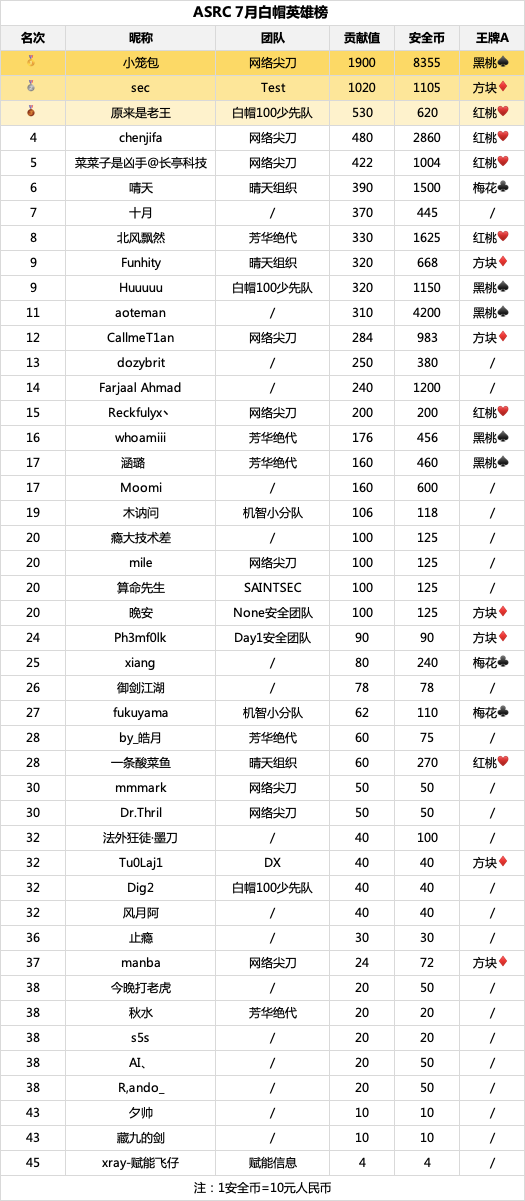 ASRC 7月白帽英雄榜
名次 昵称 团队 贡献值 安全币 王牌A
🥇 小笼包 网络尖刀 1900 8355 黑桃♠
🥈 sec Test 1020 1105 方块♦
🥉 原来是老王 白帽100少先队 530 620 红桃♥
4 chenjifa 网络尖刀 480 2860 红桃♥
5 菜菜子是凶手@长亭科技 网络尖刀 422 1004 红桃♥
6 晴天 晴天组织 390 1500 梅花♣
7 十月 / 370 445 /
8 北风飘然 芳华绝代 330 1625 红桃♥
9 Funhity 晴天组织 320 668 方块♦
9 Huuuuu 白帽100少先队 320 1150 黑桃♠
11 aoteman / 310 4200 黑桃♠
12 CallmeT1an 网络尖刀 284 983 方块♦
13 dozybrit / 250 380 /
14 Farjaal Ahmad / 240 1200 /
15 Reckfulyx丶 网络尖刀 200 200 红桃♥
16 whoamiii 芳华绝代 176 456 黑桃♠
17 涵璐 芳华绝代 160 460 黑桃♠
17 Moomi / 160 600 /
19 木讷问 机智小分队 106 118 /
20 瘾大技术差 / 100 125 /
20 mile 网络尖刀 100 125 /
20 算命先生 SAINTSEC 100 125 /
20 晚安 None安全团队 100 125 方块♦
24 Ph3mf0lk Day1安全团队 90 90 方块♦
25 xiang / 80 240 梅花♣
26 御剑江湖 / 78 78 /
27 fukuyama 机智小分队 62 110 梅花♣
28 by_皓月 芳华绝代 60 75 /
28 一条酸菜鱼 晴天组织 60 270 红桃♥
30 mmmark 网络尖刀 50 50 /
30 Dr.Thril 网络尖刀 50 50 /
32 法外狂徒·墨刀 / 40 100 /
32 Tu0Laj1 DX 40 40 方块♦
32 Dig2 白帽100少先队 40 40 /
32 风月阿 / 40 40 /
36 止瘾 / 30 30 /
37 manba 网络尖刀 24 72 方块♦
38 今晚打老虎 / 20 50 /
38 秋水 芳华绝代 20 20 /
38 s5s / 20 20 /
38 AI、 / 20 50 /
38 R,ando_ / 20 50 /
43 夕帅 / 10 10 /
43 藏九的剑 / 10 10 /
45 xray-赋能飞仔 赋能信息 4 4 /
注：1安全币=10元人民币